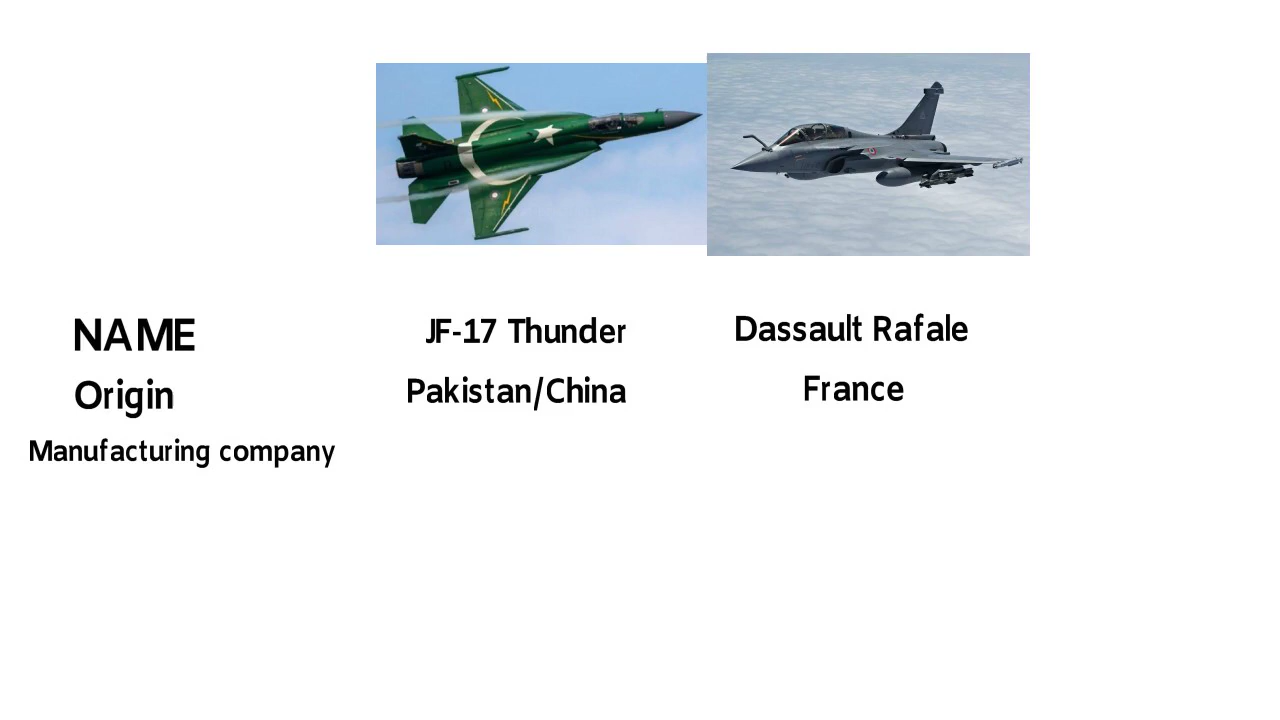 NAME JF-17 Thunder Dassault Rafale
Origin Pakistan/China France
Manufacturing company